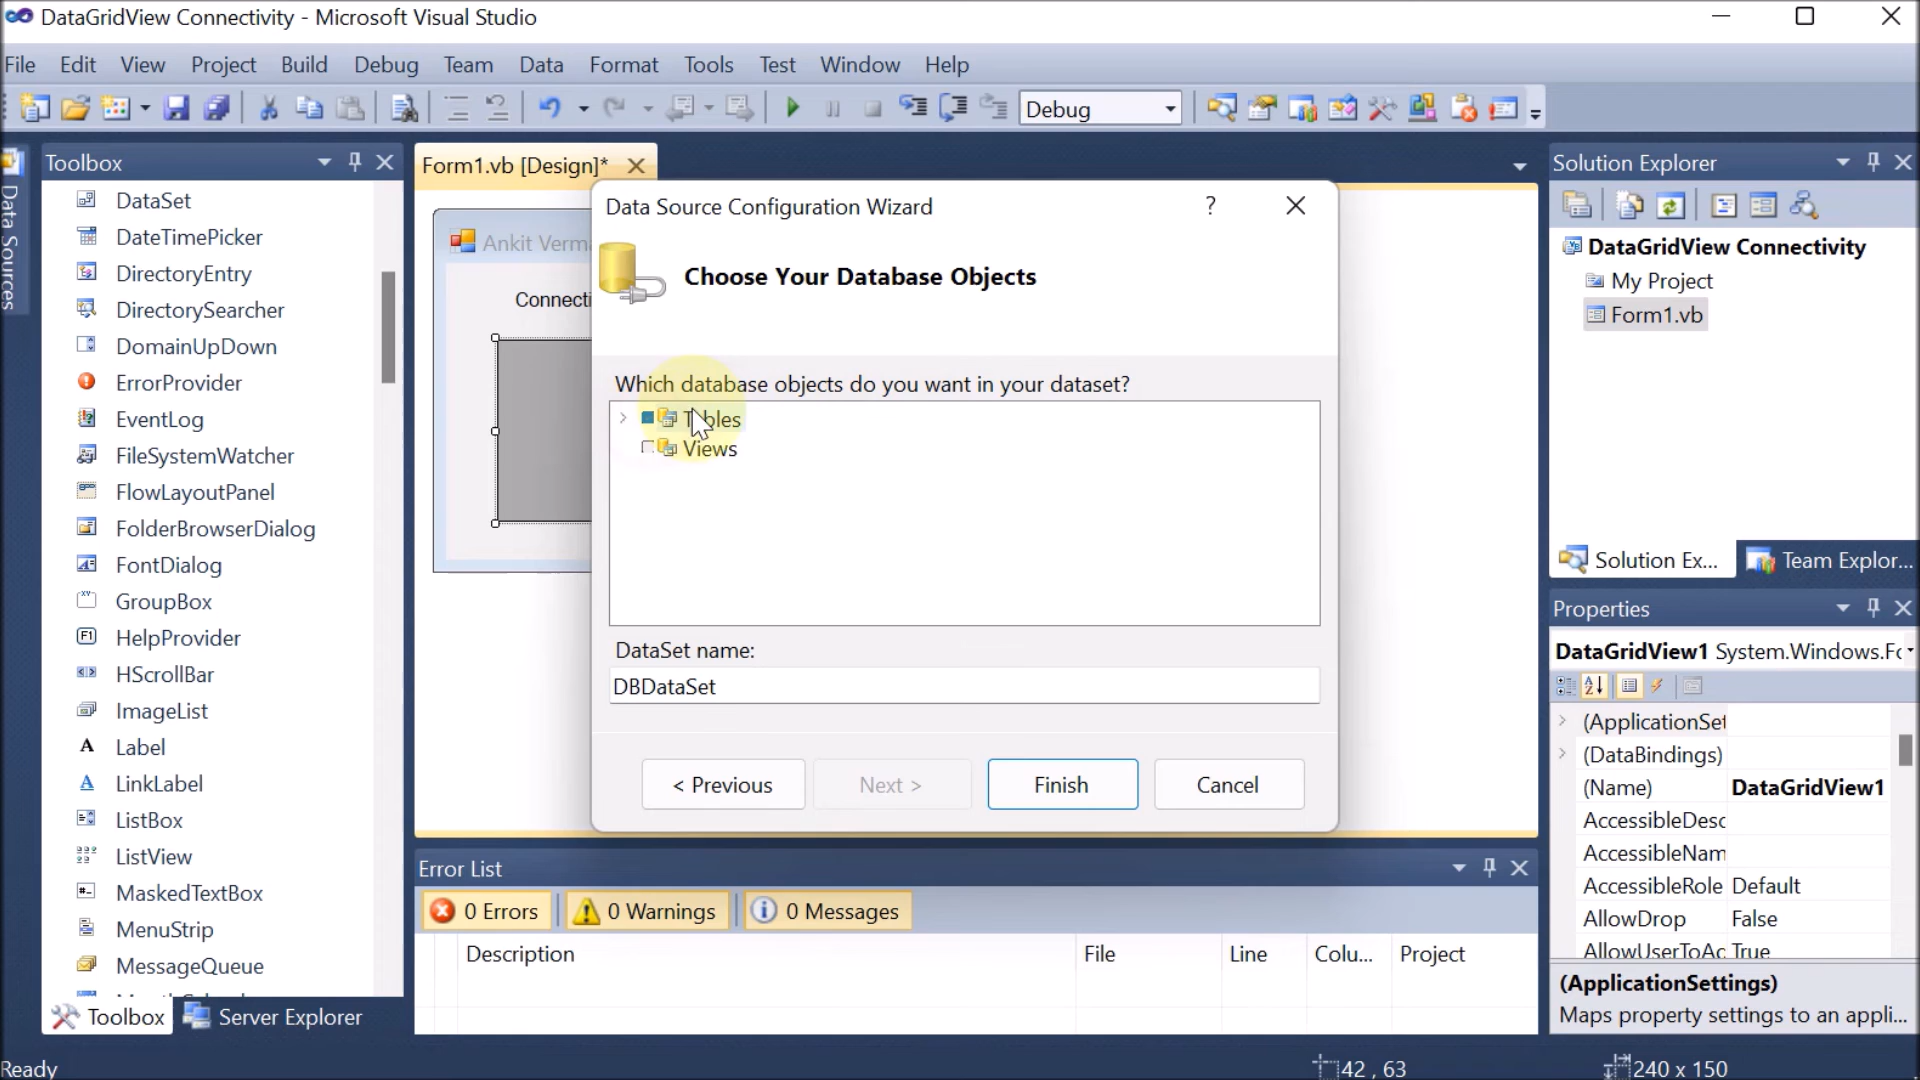 DataGridView Connectivity - Microsoft Visual Studio
File Edit View Project Build Debug Team Data Format Tools Test Window Help
Debug
Data Sources
Toolbox
DataSet
DateTimePicker
DirectoryEntry
DirectorySearcher
DomainUpDown
ErrorProvider
EventLog
FileSystemWatcher
FlowLayoutPanel
FolderBrowserDialog
FontDialog
GroupBox
HelpProvider
HScrollBar
ImageList
Label
LinkLabel
ListBox
ListView
MaskedTextBox
MenuStrip
MessageQueue
Toolbox Server Explorer
Form1.vb [Design]*
Ankit Verma
Connecti
Data Source Configuration Wizard
Choose Your Database Objects
Which database objects do you want in your dataset?
Tables
Views
DataSet name:
DBDataSet
< Previous Next > Finish Cancel
Error List
0 Errors 0 Warnings 0 Messages
Description File Line Colu... Project
Solution Explorer
DataGridView Connectivity
My Project
Form1.vb
Solution Ex... Team Explor...
Properties
DataGridView1 System.Windows.Fo
(ApplicationSet
(DataBindings)
(Name) DataGridView1
AccessibleDesc
AccessibleNam
AccessibleRole Default
AllowDrop False
AllowUserToAc True
(ApplicationSettings)
Maps property settings to an appli...
Ready 42 , 63 240 x 150